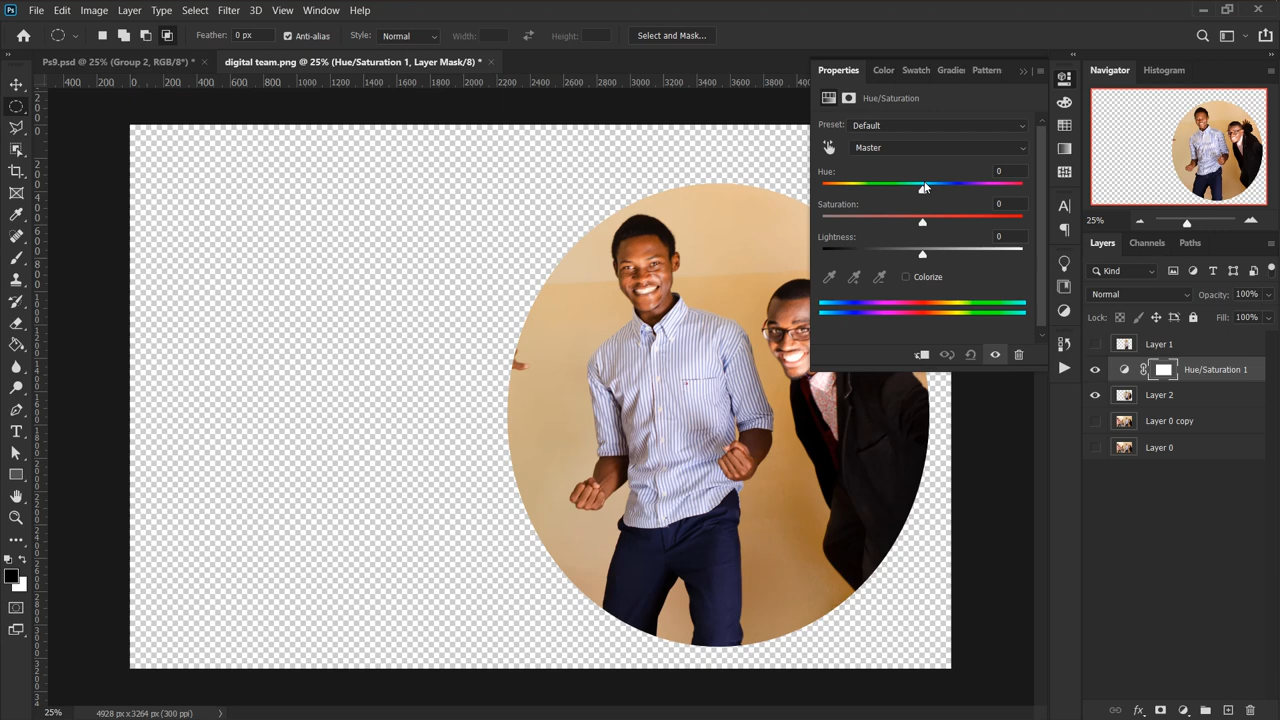 Ps File Edit Image Layer Type Select Filter 3D View Window Help
Feather: 0 px Anti-alias Style: Normal Width: Height: Select and Mask...
Ps9.psd @ 25% (Group 2, RGB/8*) * × digital team.png @ 25% (Hue/Saturation 1, Layer Mask/8) * ×
400 200 0 200 400 600 800 1000 1200 1400 1600 1800 2000 2200 2400 2600 2800 3000 3200 3400 3600 3800
Properties Color Swatch Gradier Pattern
Hue/Saturation
Preset: Default
Master
Hue: 0
Saturation: 0
Lightness: 0
Colorize
Navigator Histogram
25%
Layers Channels Paths
Kind
Normal Opacity: 100%
Lock: Fill: 100%
Layer 1
Hue/Saturation 1
Layer 2
Layer 0 copy
Layer 0
25% 4928 px x 3264 px (300 ppi)